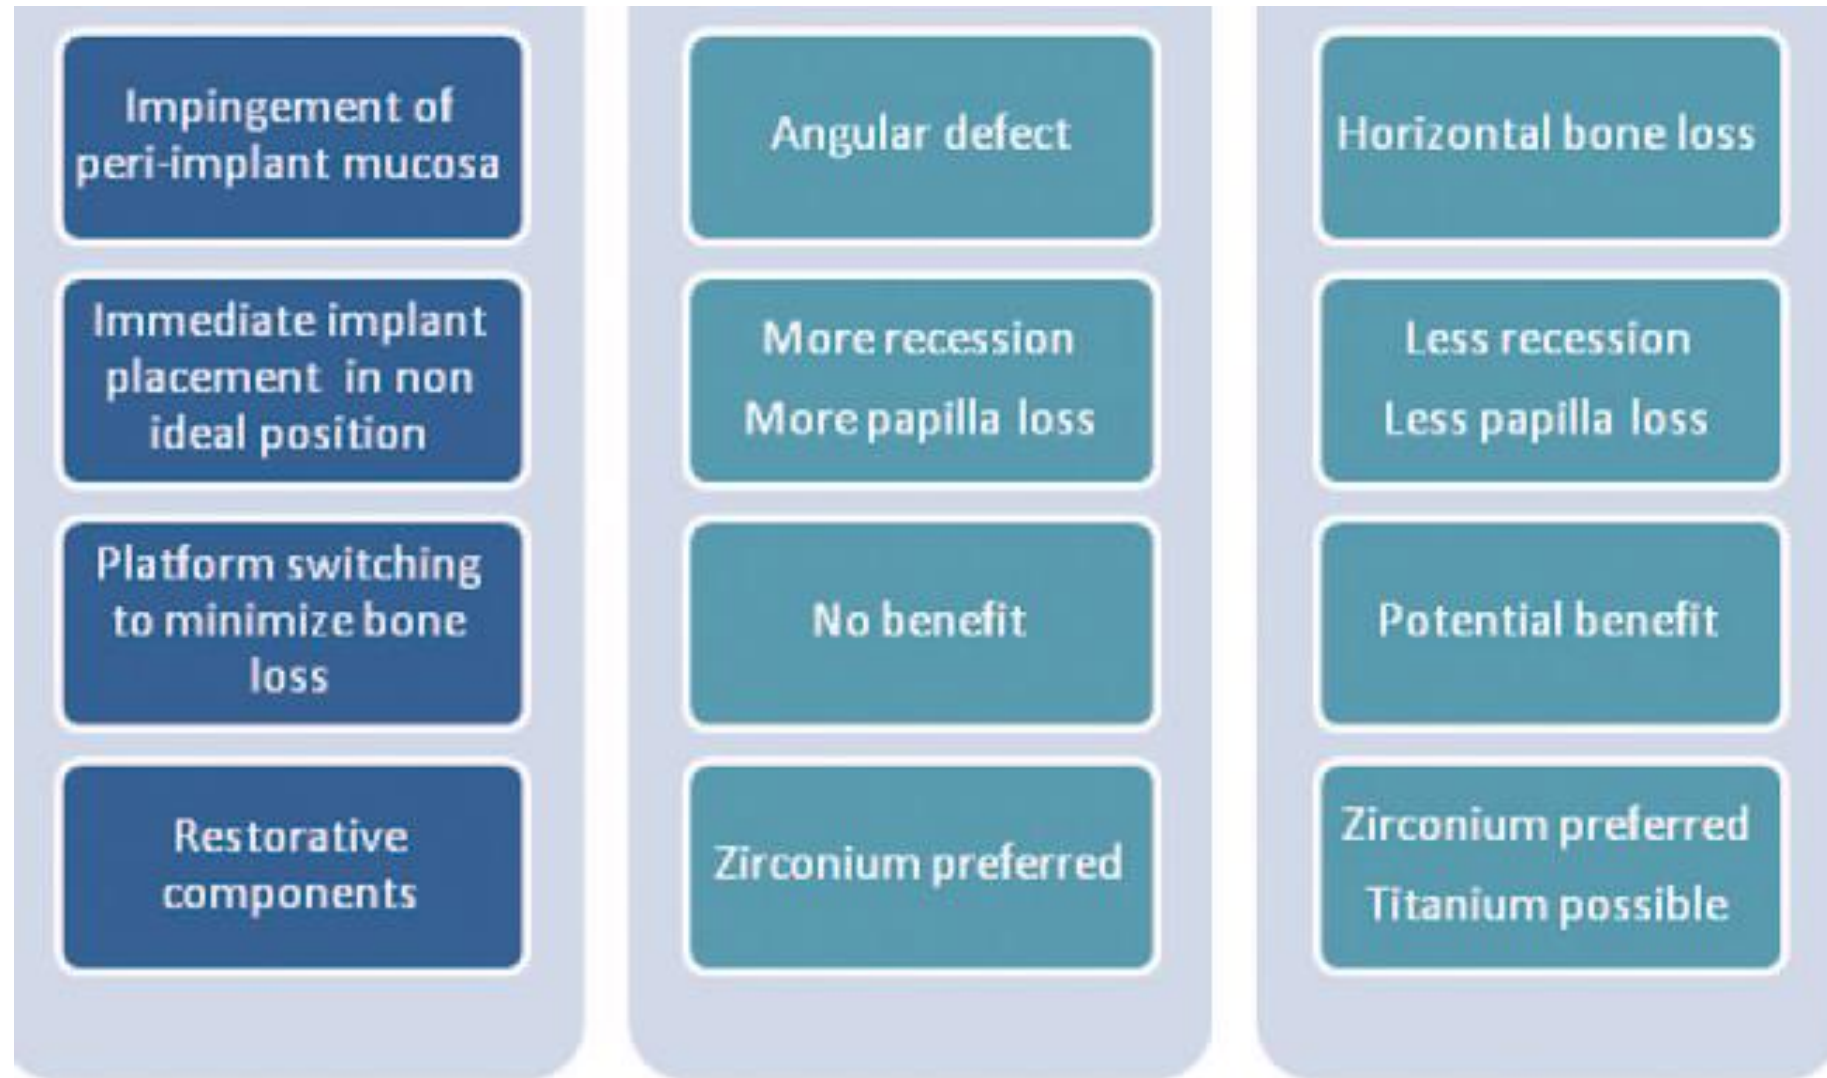 Impingement of
peri-implant mucosa
Angular defect
Horizontal bone loss
Immediate implant
placement in non
ideal position
More recession
More papilla loss
Less recession
Less papilla loss
Platform switching
to minimize bone
loss
No benefit
Potential benefit
Restorative
components
Zirconium preferred
Zirconium preferred
Titanium possible